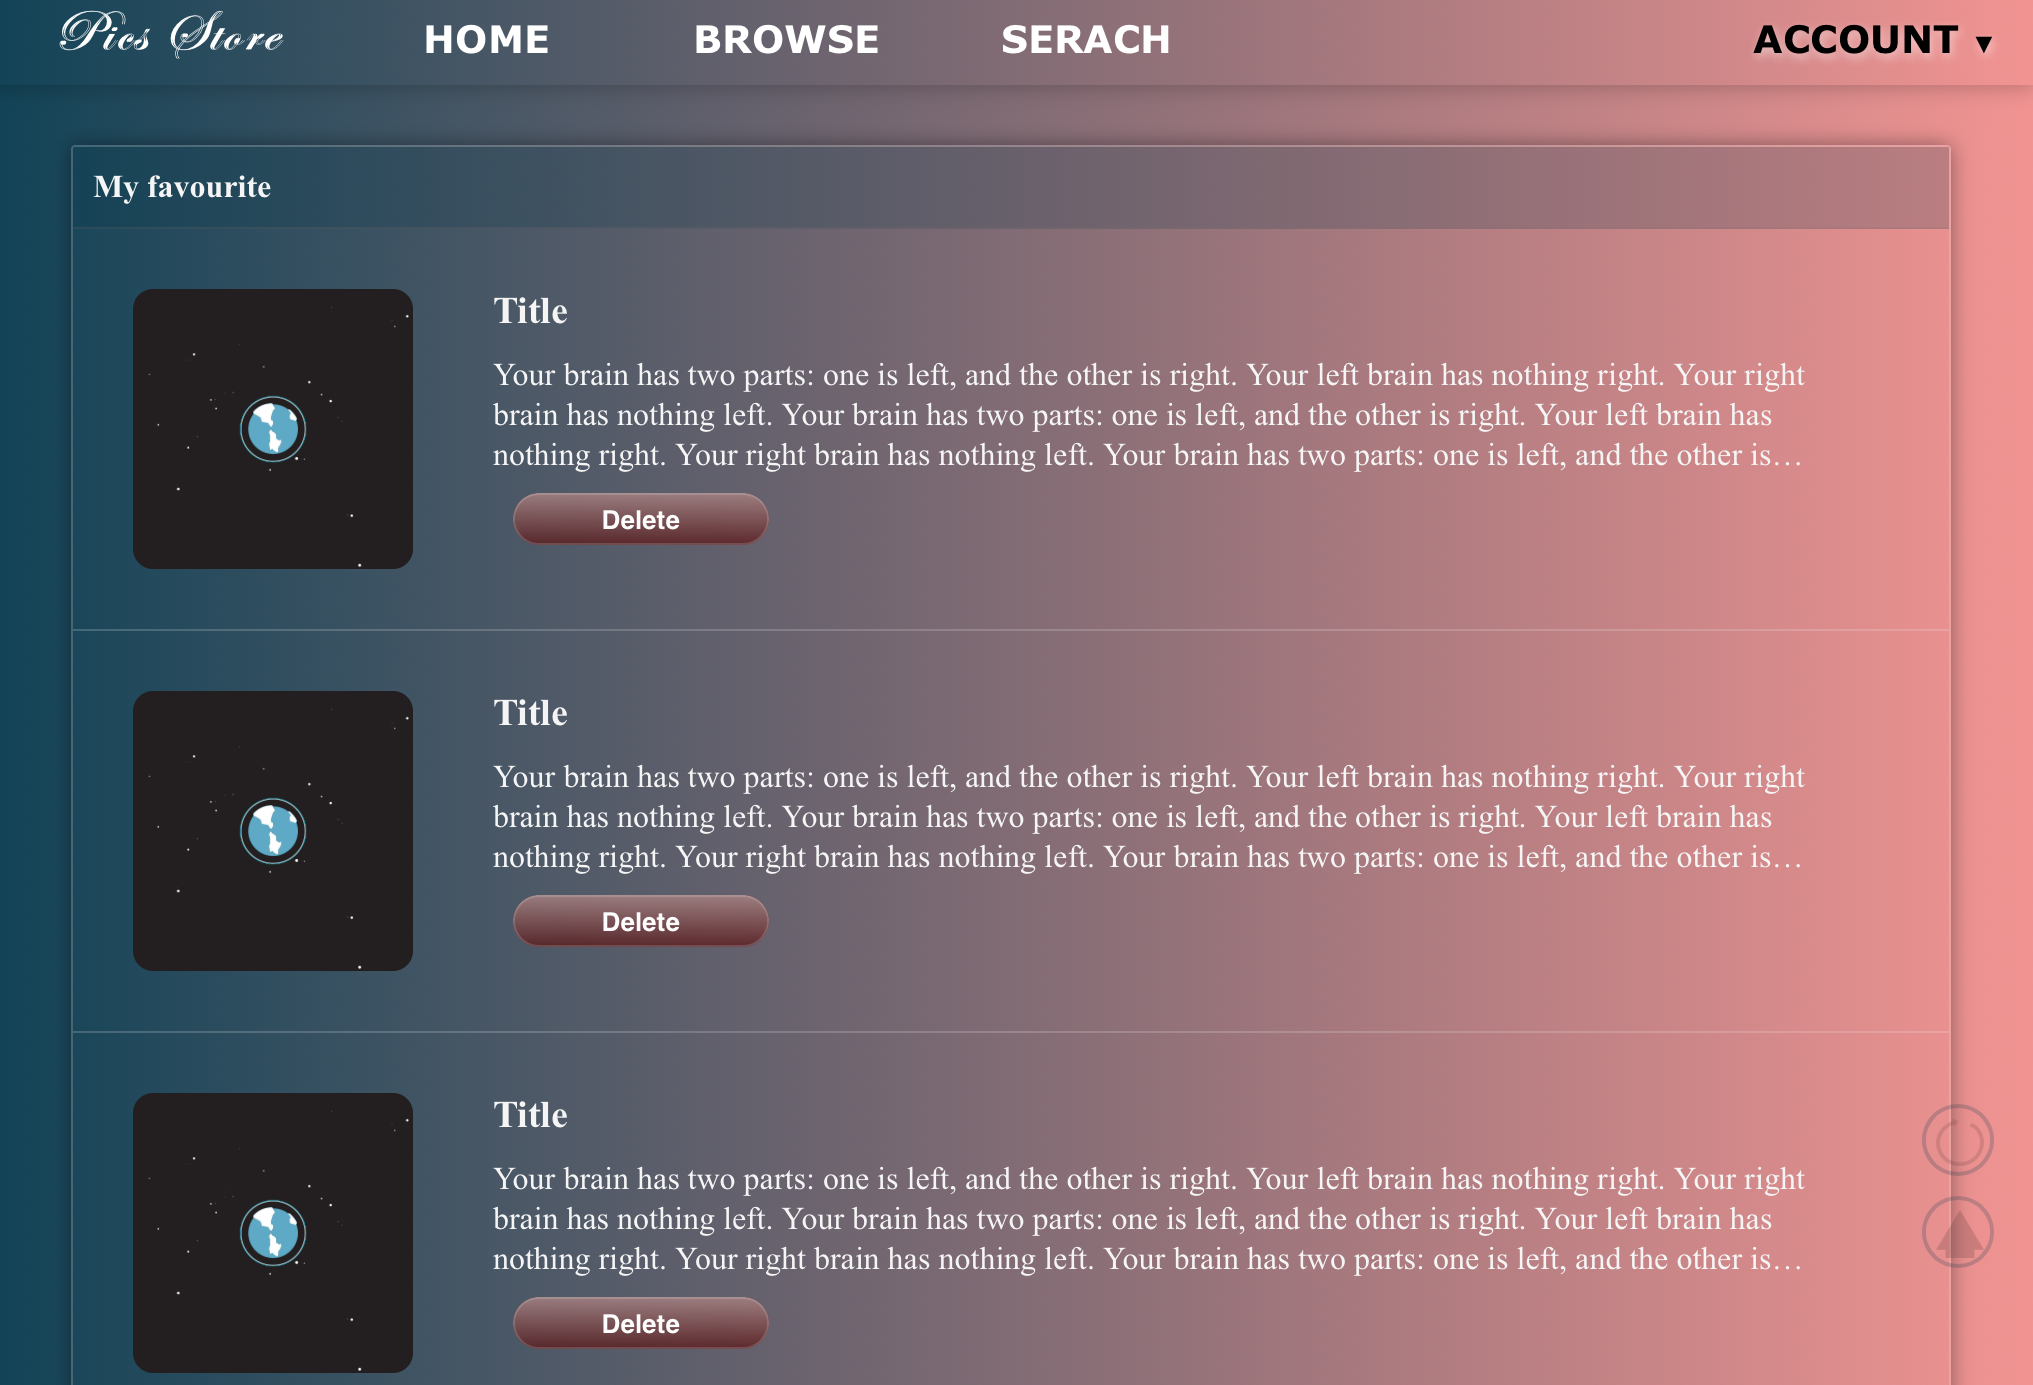 Pics Store
HOME
BROWSE
SERACH
ACCOUNT ▼
My favourite
Title
Your brain has two parts: one is left, and the other is right. Your left brain has nothing right. Your right
brain has nothing left. Your brain has two parts: one is left, and the other is right. Your left brain has
nothing right. Your right brain has nothing left. Your brain has two parts: one is left, and the other is…
Delete
Title
Your brain has two parts: one is left, and the other is right. Your left brain has nothing right. Your right
brain has nothing left. Your brain has two parts: one is left, and the other is right. Your left brain has
nothing right. Your right brain has nothing left. Your brain has two parts: one is left, and the other is…
Delete
Title
Your brain has two parts: one is left, and the other is right. Your left brain has nothing right. Your right
brain has nothing left. Your brain has two parts: one is left, and the other is right. Your left brain has
nothing right. Your right brain has nothing left. Your brain has two parts: one is left, and the other is…
Delete